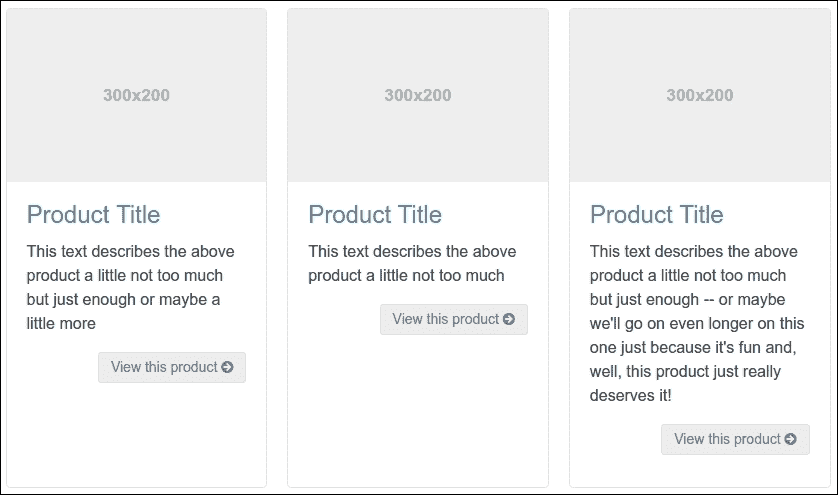 300x200
Product Title
This text describes the above
product a little not too much
but just enough or maybe a
little more
View this product
300x200
Product Title
This text describes the above
product a little not too much
View this product
300x200
Product Title
This text describes the above
product a little not too much
but just enough -- or maybe
we'll go on even longer on this
one just because it's fun and,
well, this product just really
deserves it!
View this product